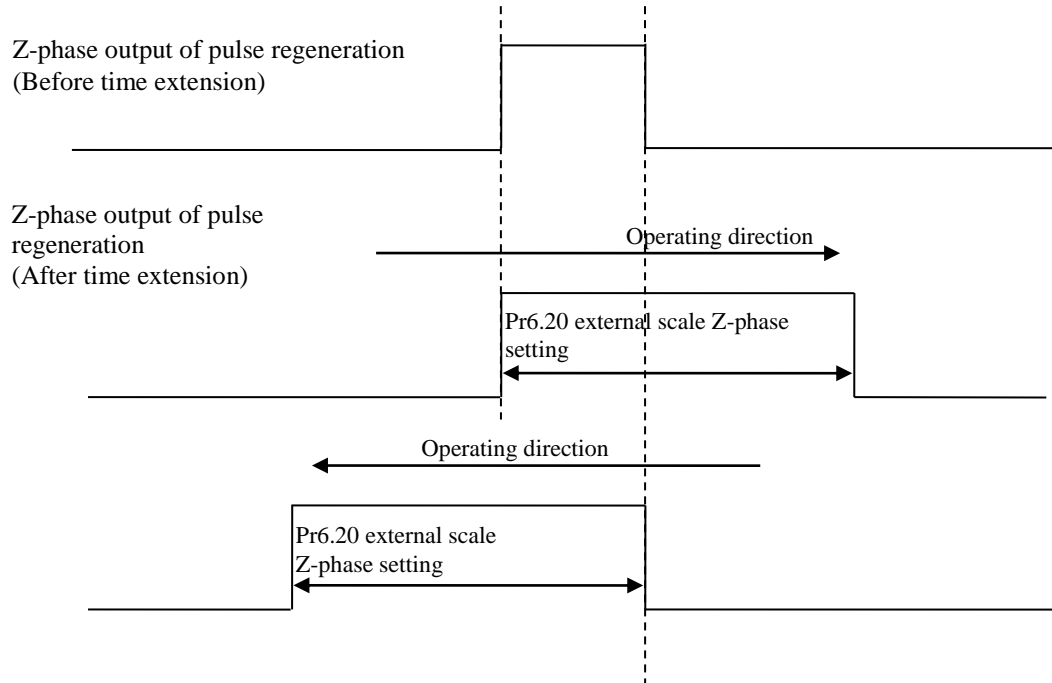 Z-phase output of pulse regeneration
(Before time extension)
Z-phase output of pulse
regeneration
(After time extension)
Operating direction
Pr6.20 external scale Z-phase
setting
Operating direction
Pr6.20 external scale
Z-phase setting